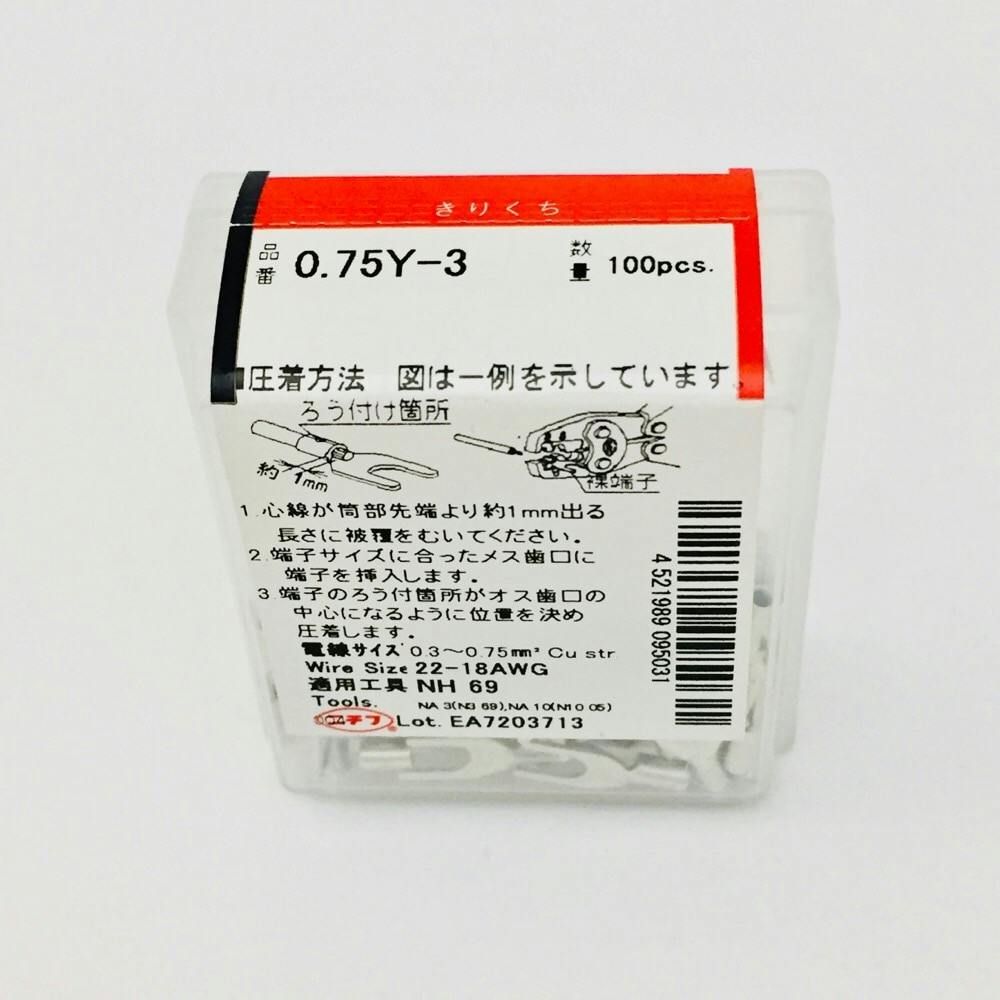 きりくち
品番 0.75Y-3 数量 100pcs.
■圧着方法 図は一例を示しています。
ろう付け箇所
約1mm
裸端子
1.心線が筒部先端より約1mm出る
長さに被覆をむいてください。
2.端子サイズに合ったメス歯口に
端子を挿入します。
3.端子のろう付箇所がオス歯口の
中心になるように位置を決め
圧着します。
電線サイズ 0.3～0.75mm² Cu str.
Wire Size 22-18AWG
適用工具 NH 69
Tools. NA 3(N3 69),NA 10(N10 05)
ニチフ Lot. EA7203713
4 521989 095031